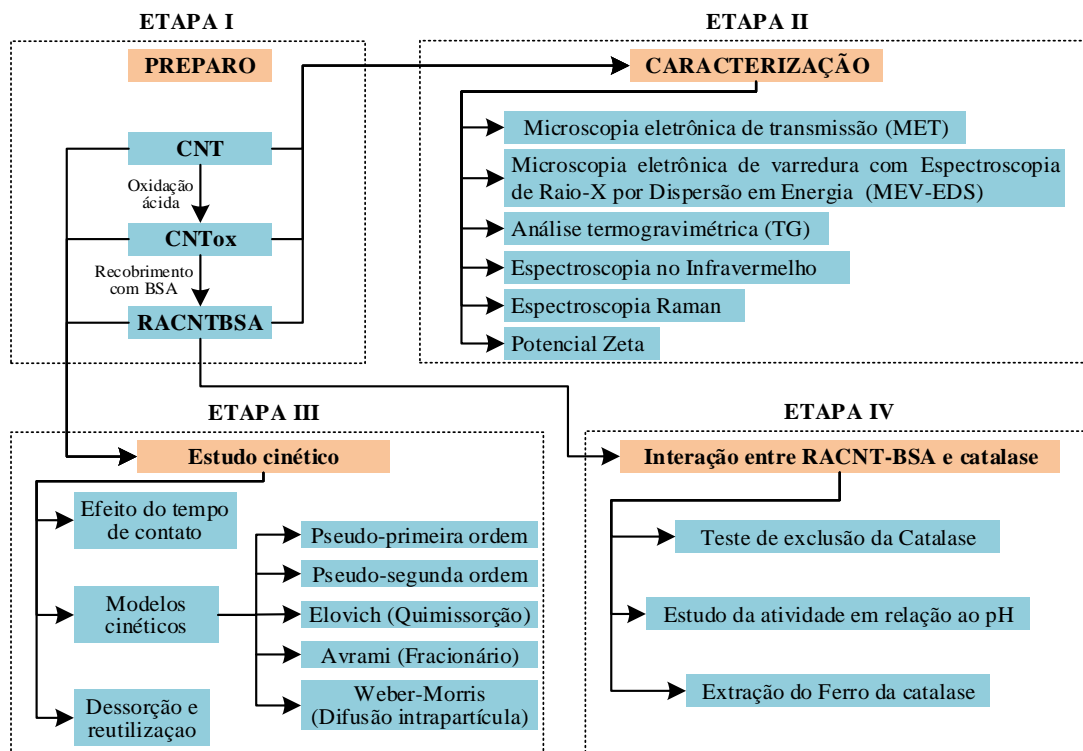 ETAPA I
PREPARO
CNT
Oxidação
ácida
CNTox
Recobrimento
com BSA
RACNTBSA
ETAPA II
CARACTERIZAÇÃO
Microscopia eletrônica de transmissão (MET)
Microscopia eletrônica de varredura com Espectroscopia
de Raio-X por Dispersão em Energia (MEV-EDS)
Análise termogravimétrica (TG)
Espectroscopia no Infravermelho
Espectroscopia Raman
Potencial Zeta
ETAPA III
Estudo cinético
Efeito do tempo
de contato
Modelos
cinéticos
Dessorção e
reutilizaçao
Pseudo-primeira ordem
Pseudo-segunda ordem
Elovich (Quimissorção)
Avrami (Fracionário)
Weber-Morris
(Difusão intrapartícula)
ETAPA IV
Interação entre RACNT-BSA e catalase
Teste de exclusão da Catalase
Estudo da atividade em relação ao pH
Extração do Ferro da catalase